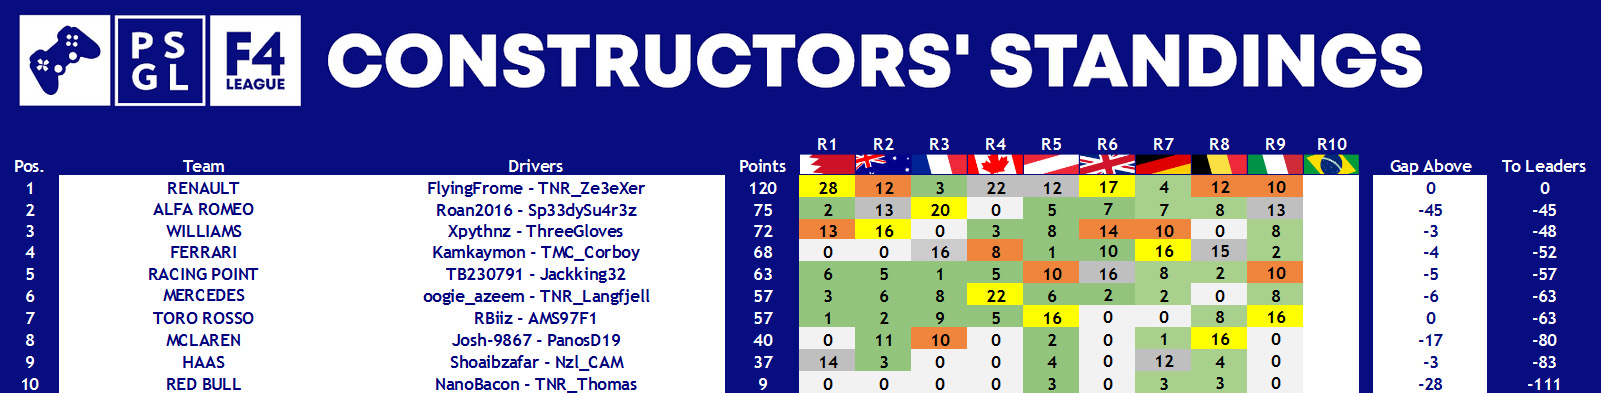 PS
GL
F4
LEAGUE
CONSTRUCTORS' STANDINGS
R1 R2 R3 R4 R5 R6 R7 R8 R9 R10
Pos. Team Drivers Points Gap Above To Leaders
1 RENAULT FlyingFrome - TNR_Ze3eXer 120 28 12 3 22 12 17 4 12 10 0 0
2 ALFA ROMEO Roan2016 - Sp33dySu4r3z 75 2 13 20 0 5 7 7 8 13 -45 -45
3 WILLIAMS Xpythnz - ThreeGloves 72 13 16 0 3 8 14 10 0 8 -3 -48
4 FERRARI Kamkaymon - TMC_Corboy 68 0 0 16 8 1 10 16 15 2 -4 -52
5 RACING POINT TB230791 - Jackking32 63 6 5 1 5 10 16 8 2 10 -5 -57
6 MERCEDES oogie_azeem - TNR_Langfjell 57 3 6 8 22 6 2 2 0 8 -6 -63
7 TORO ROSSO RBiiz - AMS97F1 57 1 2 9 5 16 0 0 8 16 0 -63
8 MCLAREN Josh-9867 - PanosD19 40 0 11 10 0 2 0 1 16 0 -17 -80
9 HAAS Shoaibzafar - Nzl_CAM 37 14 3 0 0 4 0 12 4 0 -3 -83
10 RED BULL NanoBacon - TNR_Thomas 9 0 0 0 0 3 0 3 3 0 -28 -111